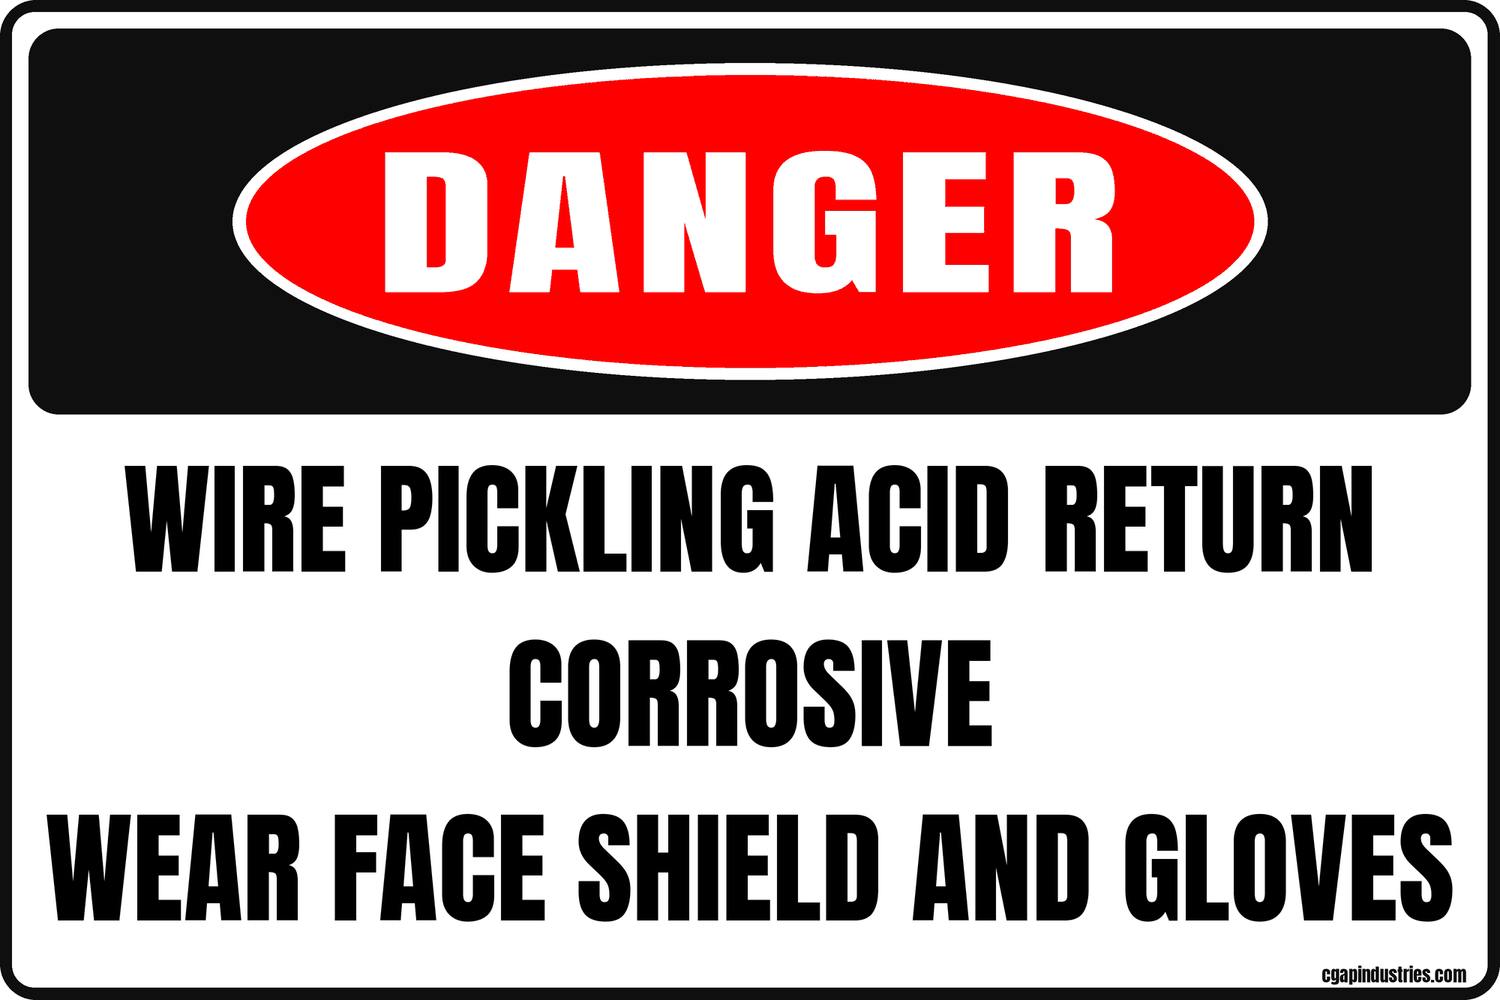 DANGER
WIRE PICKLING ACID RETURN
CORROSIVE
WEAR FACE SHIELD AND GLOVES
cgapindustries.com